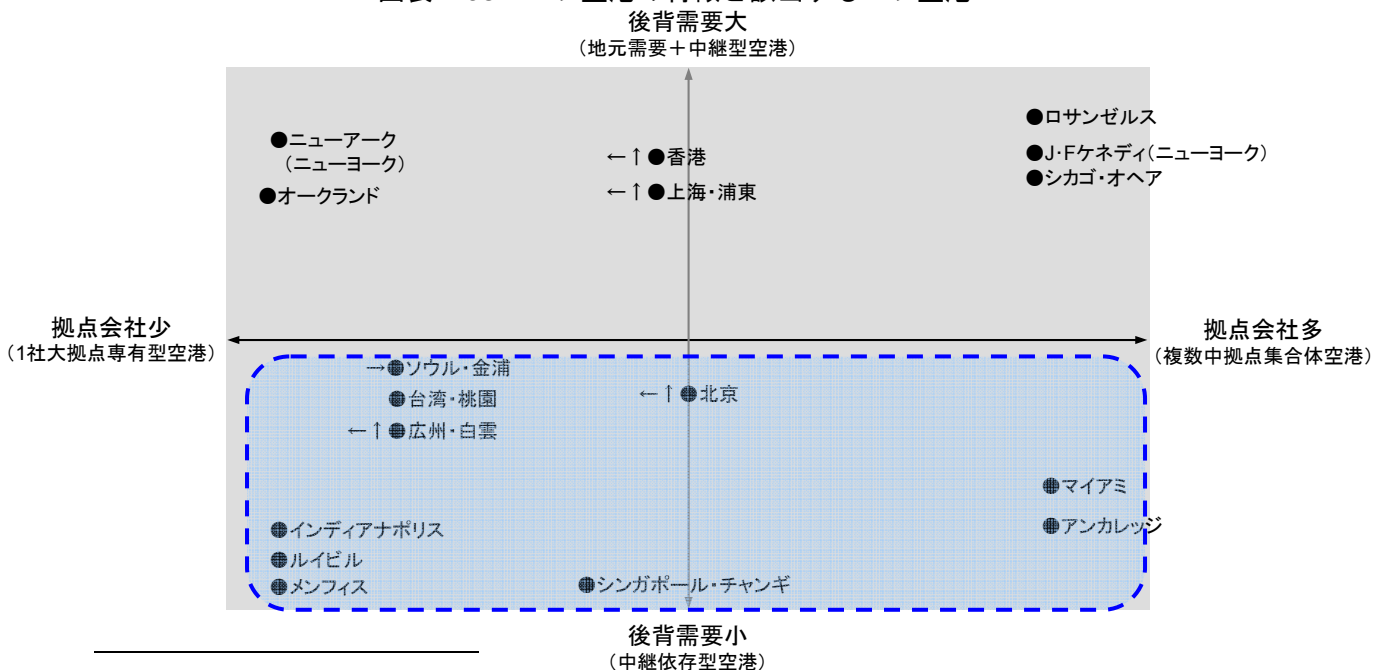 後背需要大
(地元需要＋中継型空港)
●ロサンゼルス
●ニューアーク
(ニューヨーク)
←↑●香港
●J・Fケネディ(ニューヨーク)
●シカゴ・オヘア
●オークランド
←↑●上海・浦東
拠点会社少
(1社大拠点専有型空港)
拠点会社多
(複数中拠点集合体空港)
→●ソウル・金浦
●台湾・桃園
←↑●北京
←↑●広州・白雲
●マイアミ
●アンカレッジ
●インディアナポリス
●ルイビル
●メンフィス
●シンガポール・チャンギ
後背需要小
(中継依存型空港)